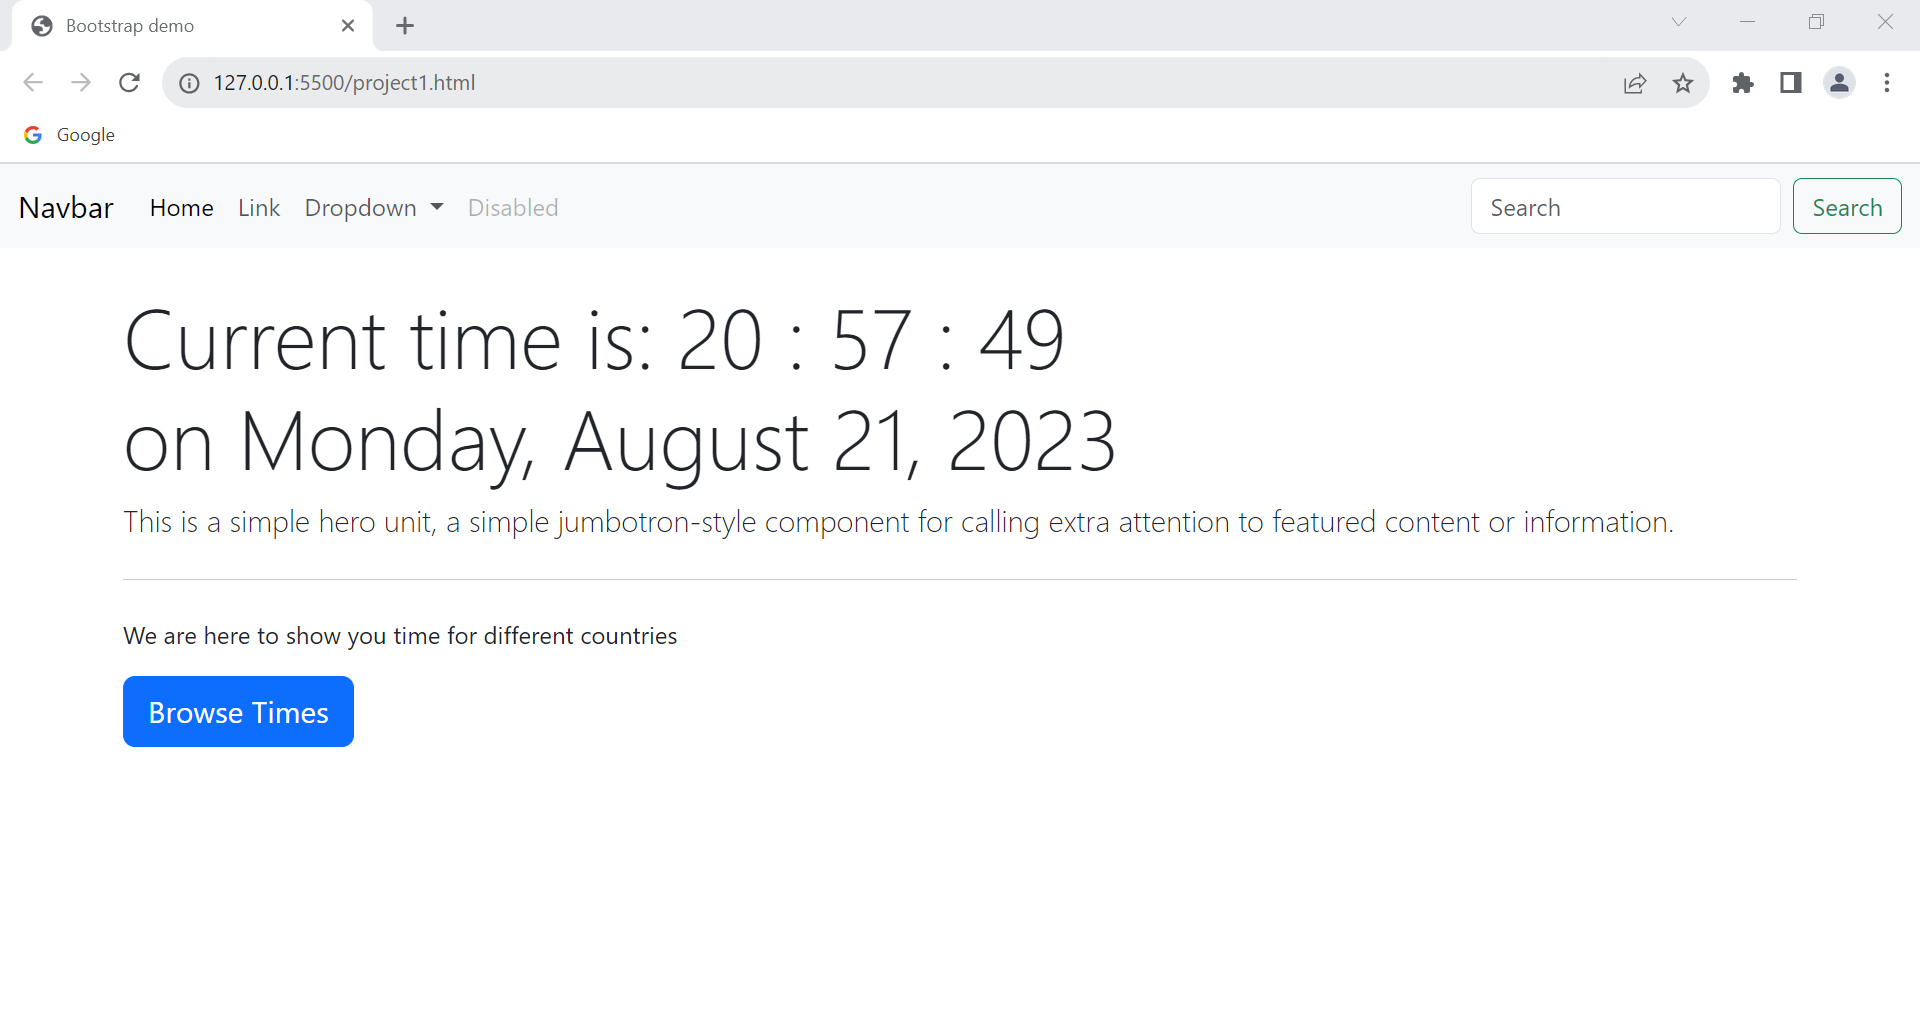 Bootstrap demo
127.0.0.1:5500/project1.html
Google
Navbar Home Link Dropdown Disabled Search Search
Current time is: 20 : 57 : 49
on Monday, August 21, 2023
This is a simple hero unit, a simple jumbotron-style component for calling extra attention to featured content or information.
We are here to show you time for different countries
Browse Times